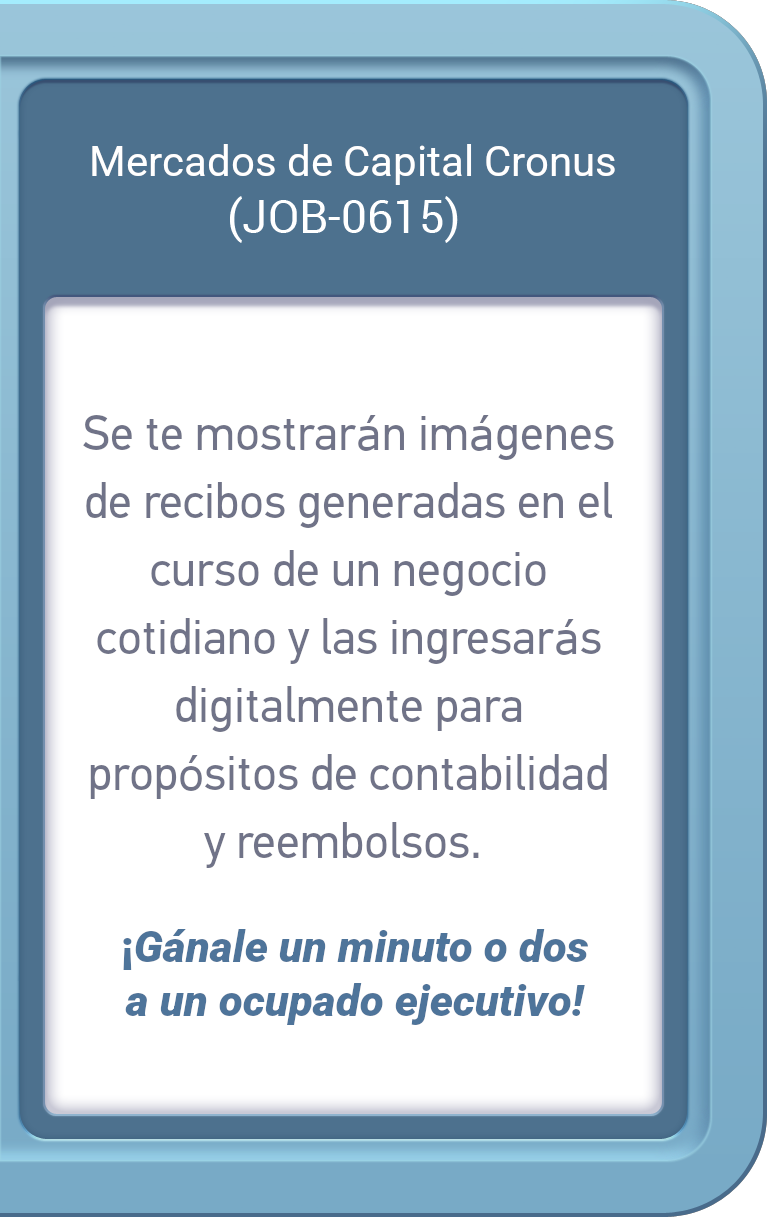 Mercados de Capital Cronus
(JOB-0615)
Se te mostrarán imágenes
de recibos generadas en el
curso de un negocio
cotidiano y las ingresarás
digitalmente para
propósitos de contabilidad
y reembolsos.
¡Gánale un minuto o dos
a un ocupado ejecutivo!